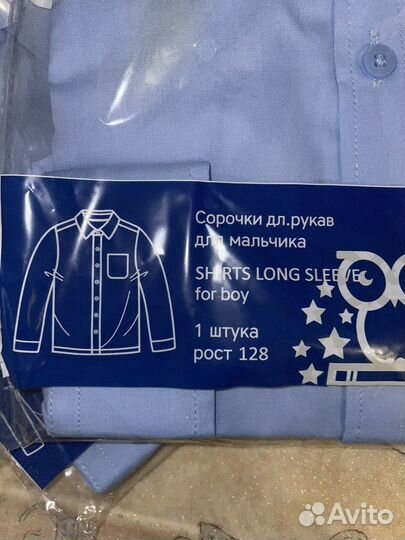 Сорочки дл.рукав
для мальчика
SHIRTS LONG SLEEVE
for boy
1 штука
рост 128
Avito